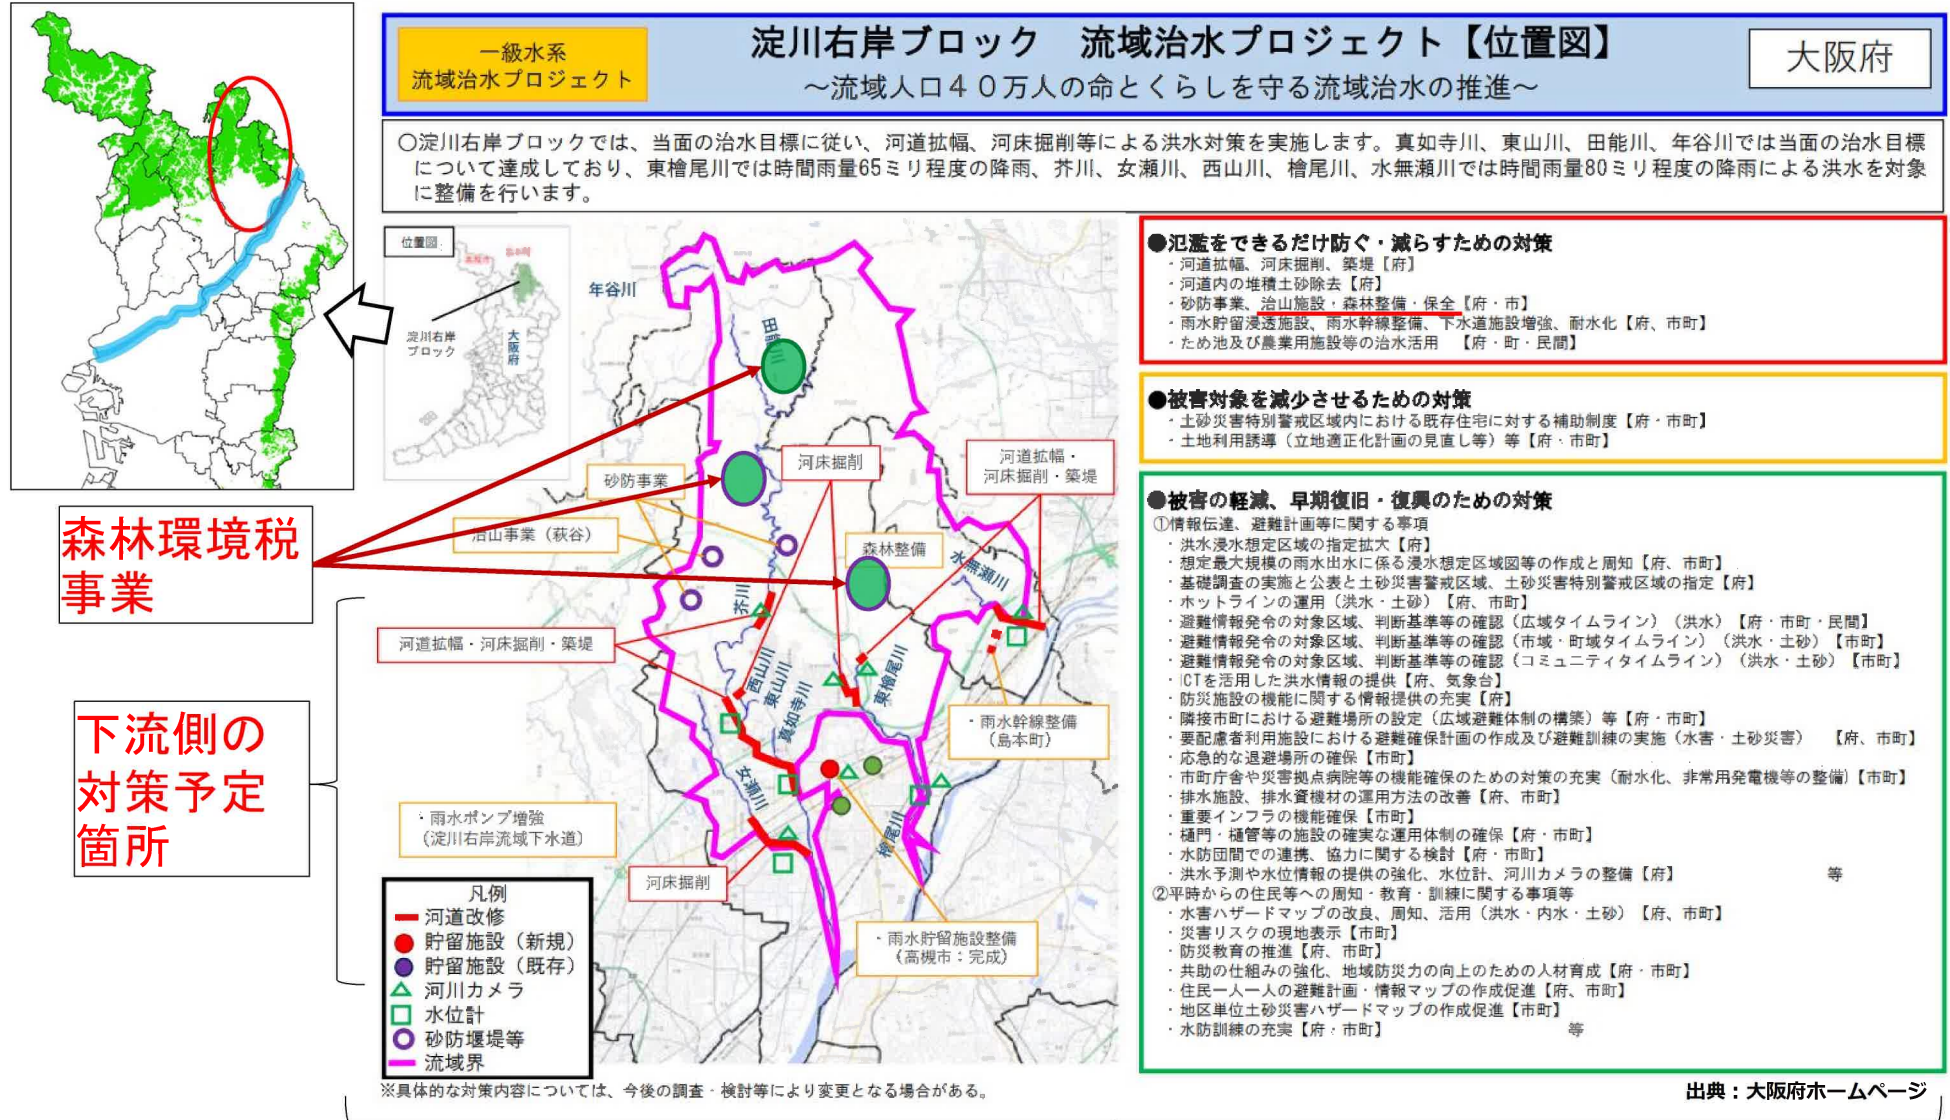 一級水系
流域治水プロジェクト
淀川右岸ブロック　流域治水プロジェクト【位置図】
～流域人口４０万人の命とくらしを守る流域治水の推進～
大阪府
○淀川右岸ブロックでは、当面の治水目標に従い、河道拡幅、河床掘削等による洪水対策を実施します。真如寺川、東山川、田能川、年谷川では当面の治水目標
について達成しており、東檜尾川では時間雨量65ミリ程度の降雨、芥川、女瀬川、西山川、檜尾川、水無瀬川では時間雨量80ミリ程度の降雨による洪水を対象
に整備を行います。
位置図
高槻市
島本町
淀川右岸
ブロック
大阪府
年谷川
田能川
砂防事業
河床掘削
河道拡幅・
河床掘削・築堤
治山事業（萩谷）
森林整備
水無瀬川
芥川
河道拡幅・河床掘削・築堤
西山川
東山川
真如寺川
東檜尾川
・雨水幹線整備
（島本町）
女瀬川
檜尾川
・雨水ポンプ増強
（淀川右岸流域下水道）
河床掘削
・雨水貯留施設整備
（高槻市：完成）
森林環境税
事業
下流側の
対策予定
箇所
凡例
河道改修
貯留施設（新規）
貯留施設（既存）
河川カメラ
水位計
砂防堰堤等
流域界
※具体的な対策内容については、今後の調査・検討等により変更となる場合がある。
●氾濫をできるだけ防ぐ・減らすための対策
・河道拡幅、河床掘削、築堤【府】
・河道内の堆積土砂除去【府】
・砂防事業、治山施設・森林整備・保全【府・市】
・雨水貯留浸透施設、雨水幹線整備、下水道施設増強、耐水化【府、市町】
・ため池及び農業用施設等の治水活用　【府・町・民間】
●被害対象を減少させるための対策
・土砂災害特別警戒区域内における既存住宅に対する補助制度【府・市町】
・土地利用誘導（立地適正化計画の見直し等）等【府・市町】
●被害の軽減、早期復旧・復興のための対策
①情報伝達、避難計画等に関する事項
・洪水浸水想定区域の指定拡大【府】
・想定最大規模の雨水出水に係る浸水想定区域図等の作成と周知【府、市町】
・基礎調査の実施と公表と土砂災害警戒区域、土砂災害特別警戒区域の指定【府】
・ホットラインの運用（洪水・土砂）【府、市町】
・避難情報発令の対象区域、判断基準等の確認（広域タイムライン）（洪水）【府・市町・民間】
・避難情報発令の対象区域、判断基準等の確認（市域・町域タイムライン）（洪水・土砂）【市町】
・避難情報発令の対象区域、判断基準等の確認（コミュニティタイムライン）（洪水・土砂）【市町】
・ICTを活用した洪水情報の提供【府、気象台】
・防災施設の機能に関する情報提供の充実【府】
・隣接市町における避難場所の設定（広域避難体制の構築）等【府・市町】
・要配慮者利用施設における避難確保計画の作成及び避難訓練の実施（水害・土砂災害）　【府、市町】
・応急的な退避場所の確保【市町】
・市町庁舎や災害拠点病院等の機能確保のための対策の充実（耐水化、非常用発電機等の整備)【市町】
・排水施設、排水資機材の運用方法の改善【府、市町】
・重要インフラの機能確保【市町】
・樋門・樋管等の施設の確実な運用体制の確保【府・市町】
・水防団間での連携、協力に関する検討【府・市町】
・洪水予測や水位情報の提供の強化、水位計、河川カメラの整備【府】　等
②平時からの住民等への周知・教育・訓練に関する事項等
・水害ハザードマップの改良、周知、活用（洪水・内水・土砂）【府、市町】
・災害リスクの現地表示【市町】
・防災教育の推進【府、市町】
・共助の仕組みの強化、地域防災力の向上のための人材育成【府・市町】
・住民一人一人の避難計画・情報マップの作成促進【府、市町】
・地区単位土砂災害ハザードマップの作成促進【市町】
・水防訓練の充実【府・市町】　等
出典：大阪府ホームページ